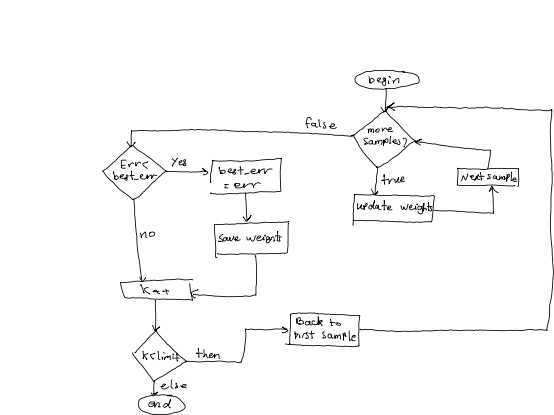 begin
more
samples?
false
true
Next sample
update weights
Err<
best_err
Yes
best_err
= err
no
save weights
K++
K<limit
then
Back to
first sample
else
end